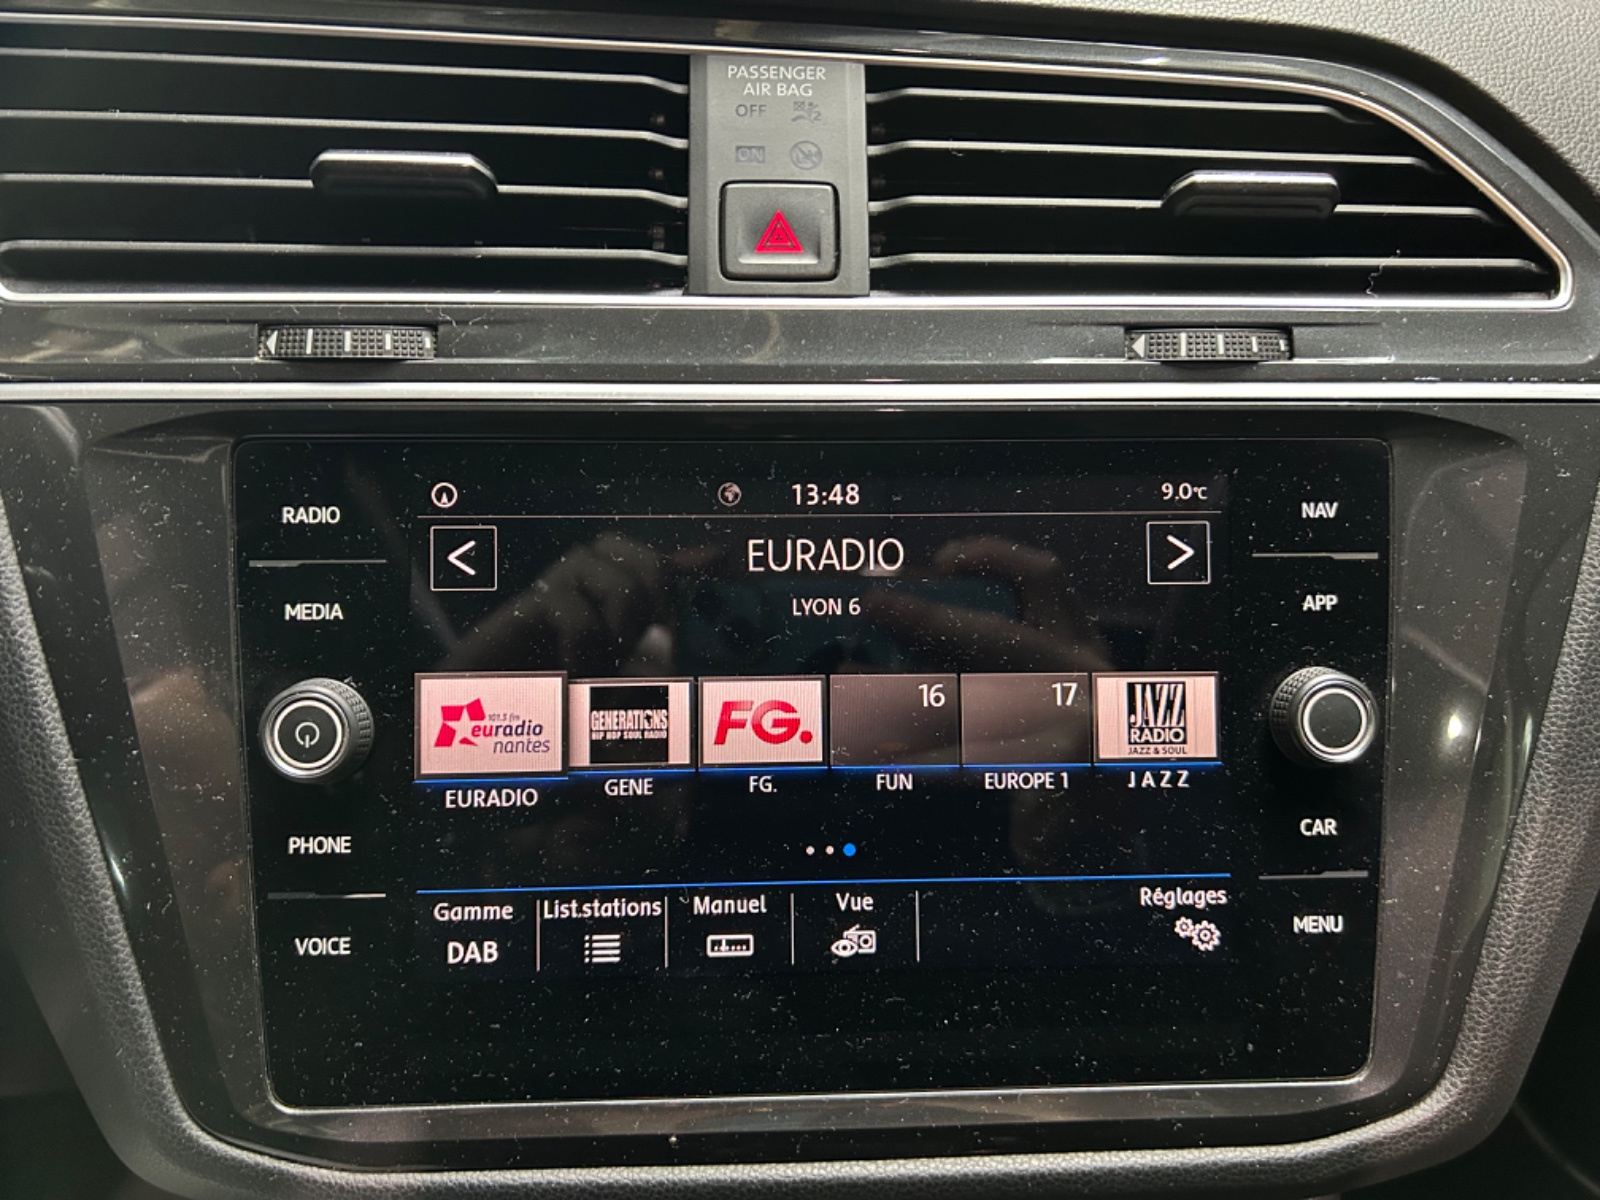 PASSENGER
AIR BAG
OFF
ON
RADIO
MEDIA
PHONE
VOICE
13:48
9.0°C
<
EURADIO
>
LYON 6
101.3 fm
euradio
nantes
GENERATIONS
HIP HOP SOUL RADIO
FG.
16
17
JAZZ
RADIO
JAZZ & SOUL
EURADIO
GENE
FG.
FUN
EUROPE 1
JAZZ
Gamme
DAB
List.stations
Manuel
Vue
Réglages
NAV
APP
CAR
MENU